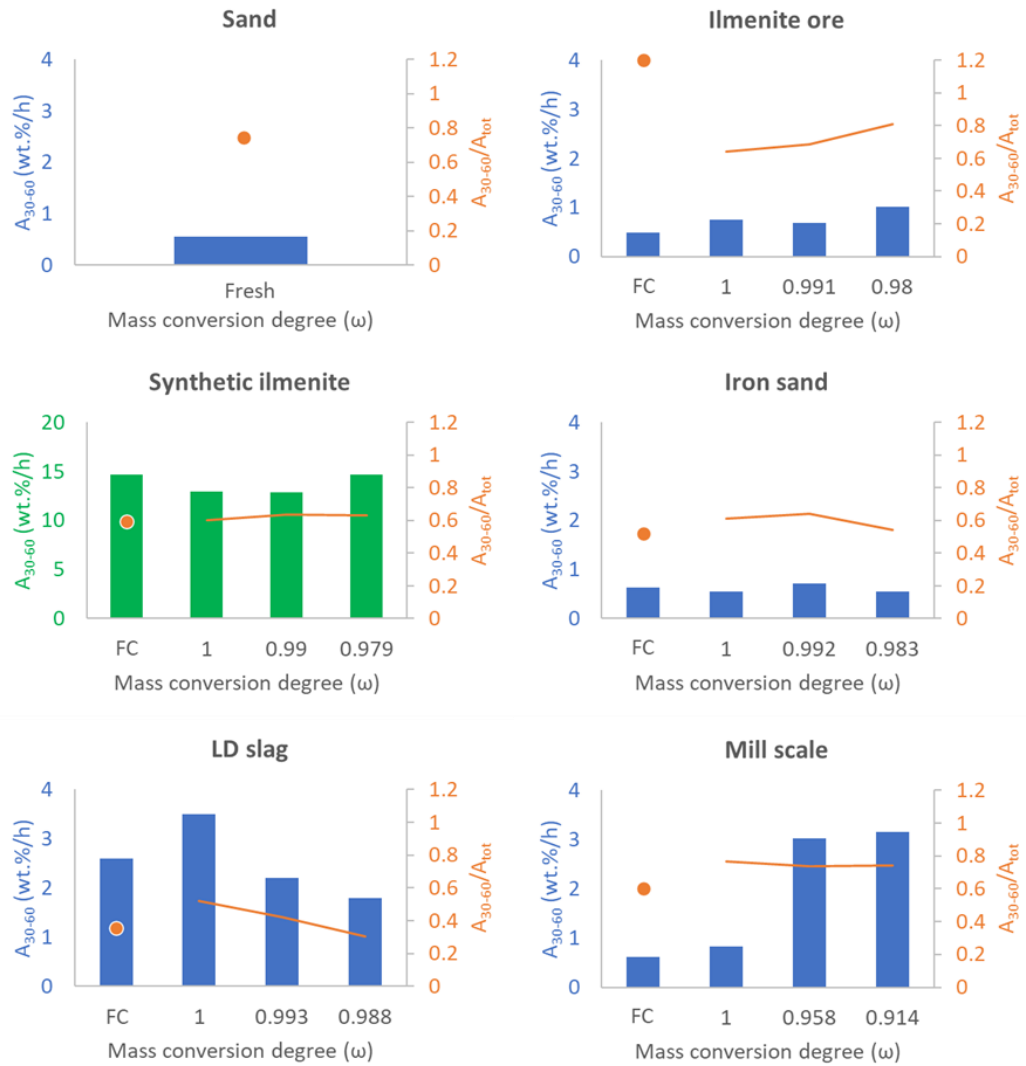 Sand
A30-60 (wt.%/h)
4
3
2
1
0
1.2
1
0.8
0.6
0.4
0.2
0
A30-60/Atot
Fresh
Mass conversion degree (ω)
Ilmenite ore
A30-60 (wt.%/h)
4
3
2
1
0
1.2
1
0.8
0.6
0.4
0.2
0
A30-60/Atot
FC 1 0.991 0.98
Mass conversion degree (ω)
Synthetic ilmenite
A30-60 (wt.%/h)
20
15
10
5
0
1.2
1
0.8
0.6
0.4
0.2
0
A30-60/Atot
FC 1 0.99 0.979
Mass conversion degree (ω)
Iron sand
A30-60 (wt.%/h)
4
3
2
1
0
1.2
1
0.8
0.6
0.4
0.2
0
A30-60/Atot
FC 1 0.992 0.983
Mass conversion degree (ω)
LD slag
A30-60 (wt.%/h)
4
3
2
1
0
1.2
1
0.8
0.6
0.4
0.2
0
A30-60/Atot
FC 1 0.993 0.988
Mass conversion degree (ω)
Mill scale
A30-60 (wt.%/h)
4
3
2
1
0
1.2
1
0.8
0.6
0.4
0.2
0
A30-60/Atot
FC 1 0.958 0.914
Mass conversion degree (ω)